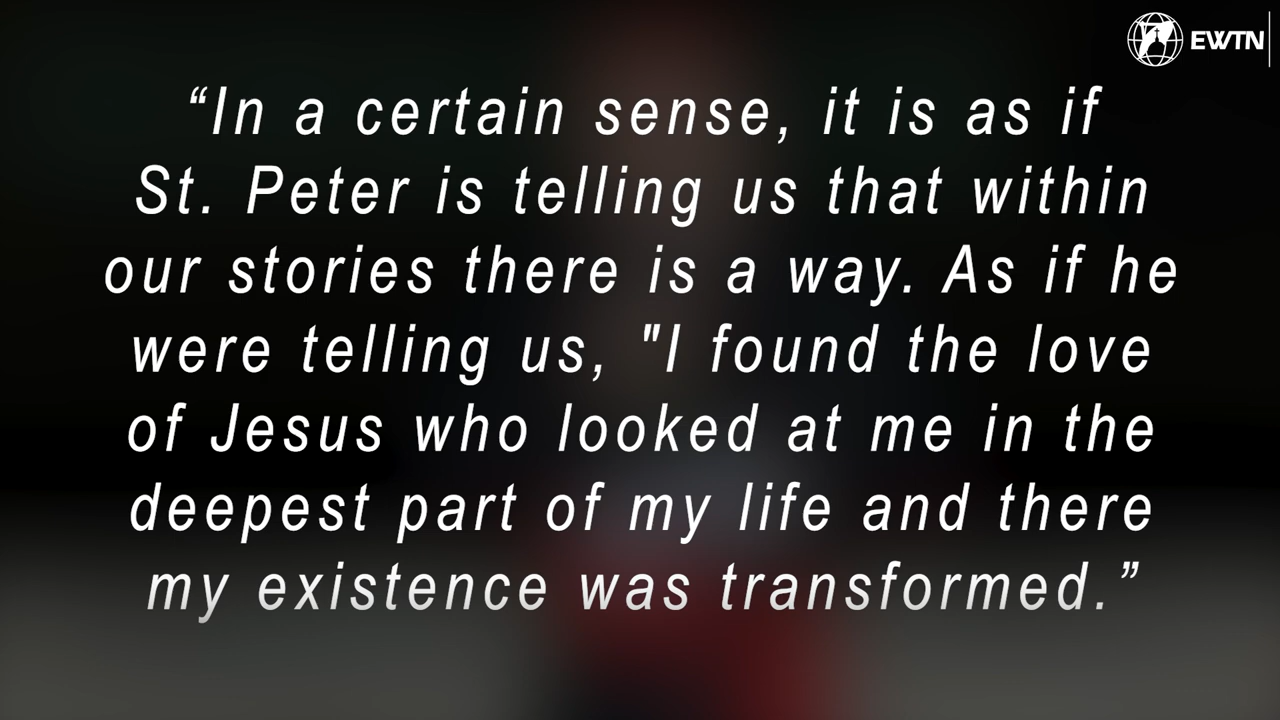 EWTN
“In a certain sense, it is as if
St. Peter is telling us that within
our stories there is a way. As if he
were telling us, "I found the love
of Jesus who looked at me in the
deepest part of my life and there
my existence was transformed.”